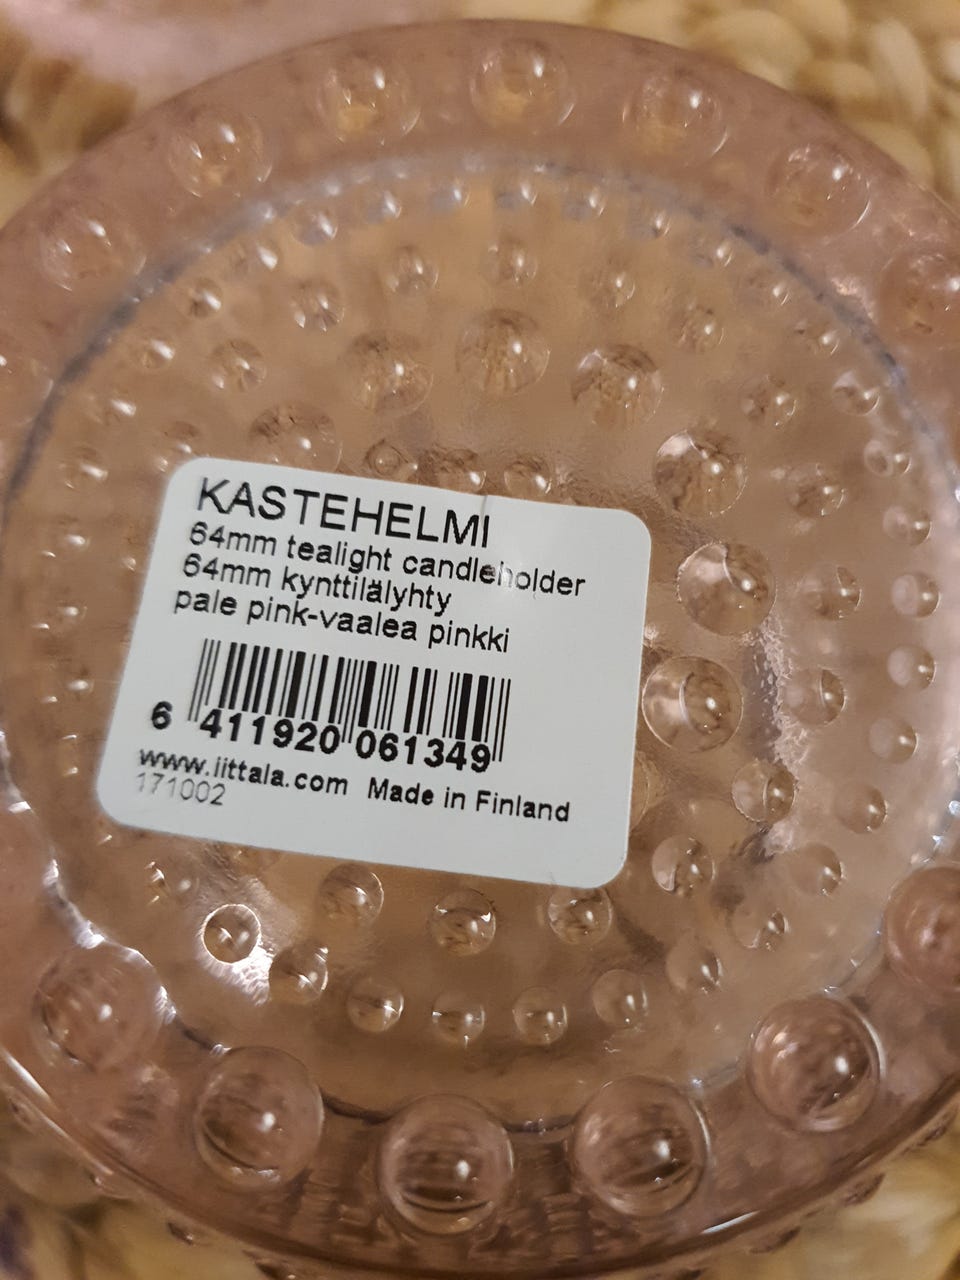 KASTEHELMI
64mm tealight candleholder
64mm kynttilälyhty
pale pink-vaalea pinkki
6 411920 061349
www.iittala.com Made in Finland
171002